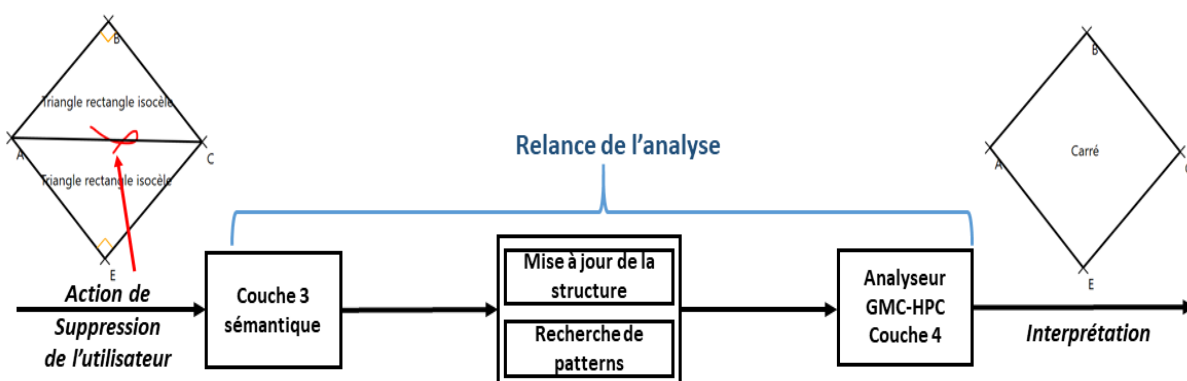 B
Triangle rectangle isocèle
A
C
Triangle rectangle isocèle
E
Action de
Suppression
de l'utilisateur
Relance de l'analyse
Couche 3
sémantique
Mise à jour de la
structure
Recherche de
patterns
Analyseur
GMC-HPC
Couche 4
B
A
Carré
C
E
Interprétation